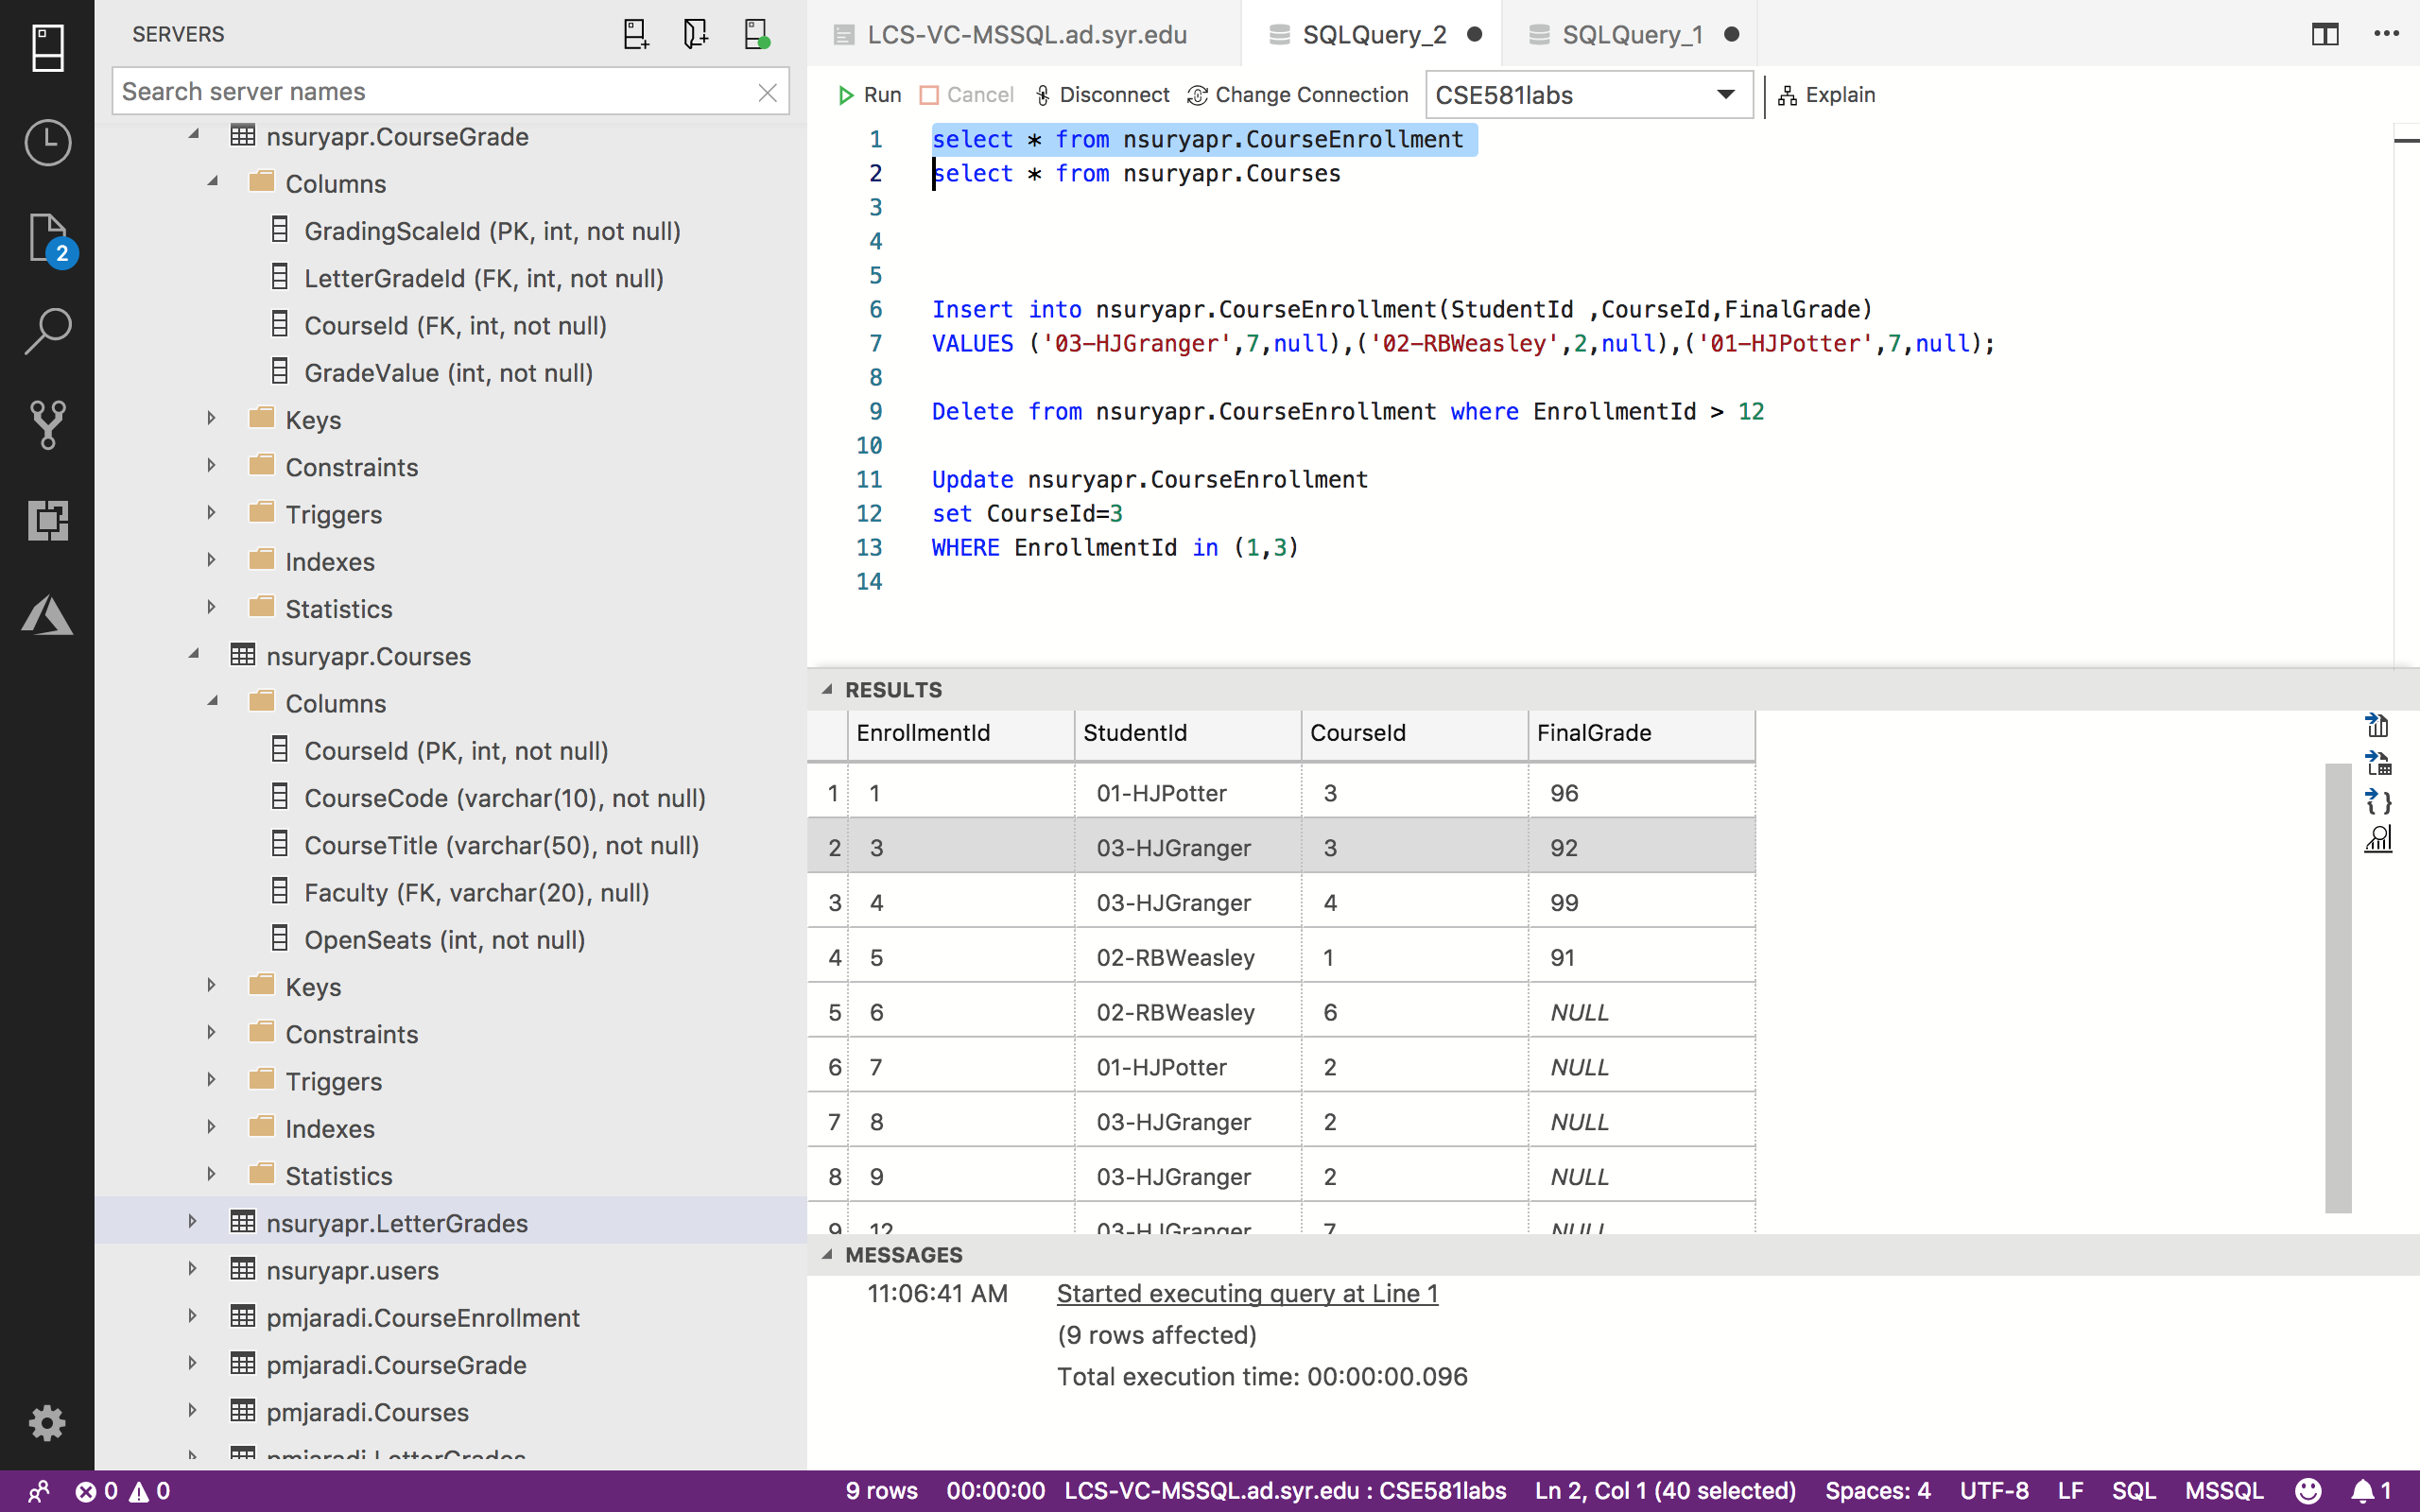 SERVERS
Search server names
nsuryapr.CourseGrade
Columns
GradingScaleId (PK, int, not null)
LetterGradeId (FK, int, not null)
CourseId (FK, int, not null)
GradeValue (int, not null)
Keys
Constraints
Triggers
Indexes
Statistics
nsuryapr.Courses
Columns
CourseId (PK, int, not null)
CourseCode (varchar(10), not null)
CourseTitle (varchar(50), not null)
Faculty (FK, varchar(20), null)
OpenSeats (int, not null)
Keys
Constraints
Triggers
Indexes
Statistics
nsuryapr.LetterGrades
nsuryapr.users
pmjaradi.CourseEnrollment
pmjaradi.CourseGrade
pmjaradi.Courses
pmjaradi.LetterGrades
2
LCS-VC-MSSQL.ad.syr.edu SQLQuery_2 SQLQuery_1
Run Cancel Disconnect Change Connection CSE581labs Explain
1 select * from nsuryapr.CourseEnrollment
2 select * from nsuryapr.Courses
3
4
5
6 Insert into nsuryapr.CourseEnrollment(StudentId ,CourseId,FinalGrade)
7 VALUES ('03-HJGranger',7,null),('02-RBWeasley',2,null),('01-HJPotter',7,null);
8
9 Delete from nsuryapr.CourseEnrollment where EnrollmentId > 12
10
11 Update nsuryapr.CourseEnrollment
12 set CourseId=3
13 WHERE EnrollmentId in (1,3)
14
RESULTS
EnrollmentId StudentId CourseId FinalGrade
1 1 01-HJPotter 3 96
2 3 03-HJGranger 3 92
3 4 03-HJGranger 4 99
4 5 02-RBWeasley 1 91
5 6 02-RBWeasley 6 NULL
6 7 01-HJPotter 2 NULL
7 8 03-HJGranger 2 NULL
8 9 03-HJGranger 2 NULL
9 12 03-HJGranger 7 NULL
MESSAGES
11:06:41 AM Started executing query at Line 1
(9 rows affected)
Total execution time: 00:00:00.096
0 0 9 rows 00:00:00 LCS-VC-MSSQL.ad.syr.edu : CSE581labs Ln 2, Col 1 (40 selected) Spaces: 4 UTF-8 LF SQL MSSQL 1